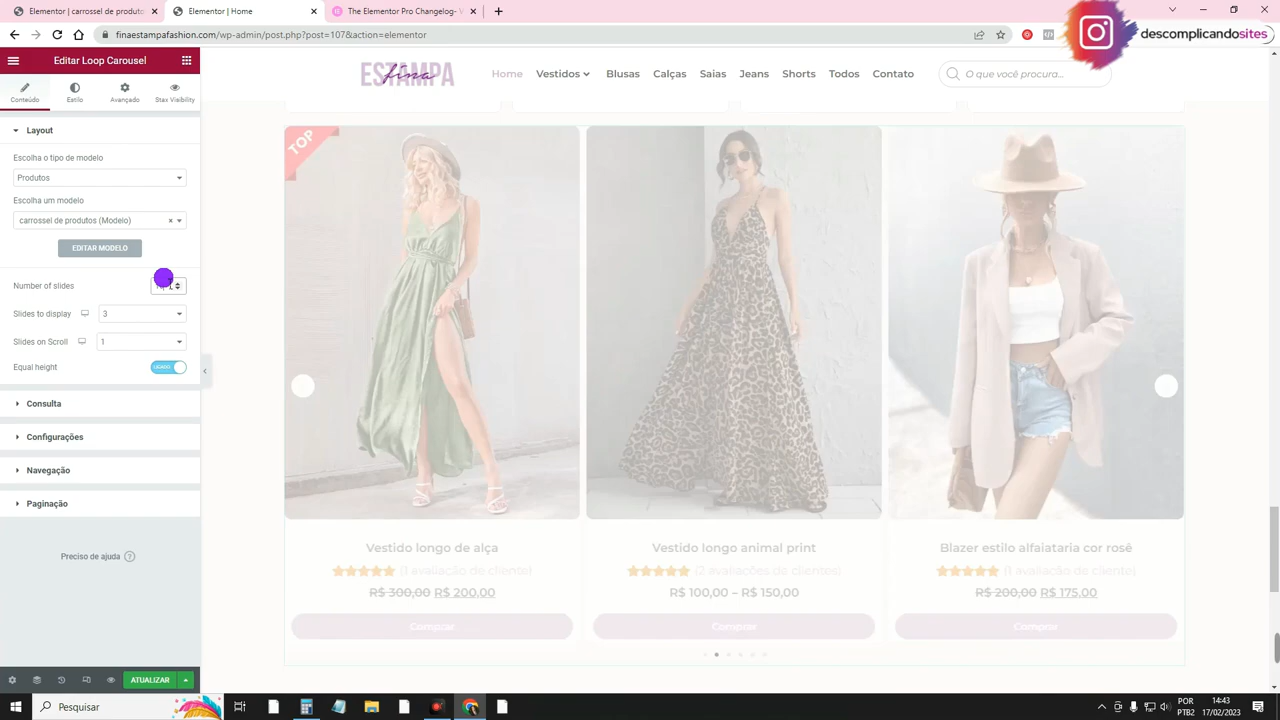 Elementor | finaestampa.com
Elementor | Home
The Elementor Pro Changelog: V
finaestampafashion.com/wp-admin/post.php?post=107&action=elementor
descomplicandosites
Editar Loop Carousel
Conteúdo
Estilo
Avançado
Stax Visibility
Layout
Escolha o tipo de modelo
Produtos
Escolha um modelo
carrossel de produtos (Modelo)
EDITAR MODELO
Number of slides
Slides to display
3
Slides on Scroll
1
Equal height
LIGADO
Consulta
Configurações
Navegação
Paginação
Preciso de ajuda
ATUALIZAR
ESTAMPA
fina
Home
Vestidos
Blusas
Calças
Saias
Jeans
Shorts
Todos
Contato
O que você procura...
TOP
Vestido longo de alça
(1 avaliação de cliente)
R$ 300,00 R$ 200,00
Comprar
Vestido longo animal print
(2 avaliações de clientes)
R$ 100,00 – R$ 150,00
Comprar
Blazer estilo alfaiataria cor rosé
(1 avaliação de cliente)
R$ 200,00 R$ 175,00
Comprar
Pesquisar
POR
PTB2
14:43
17/02/2023